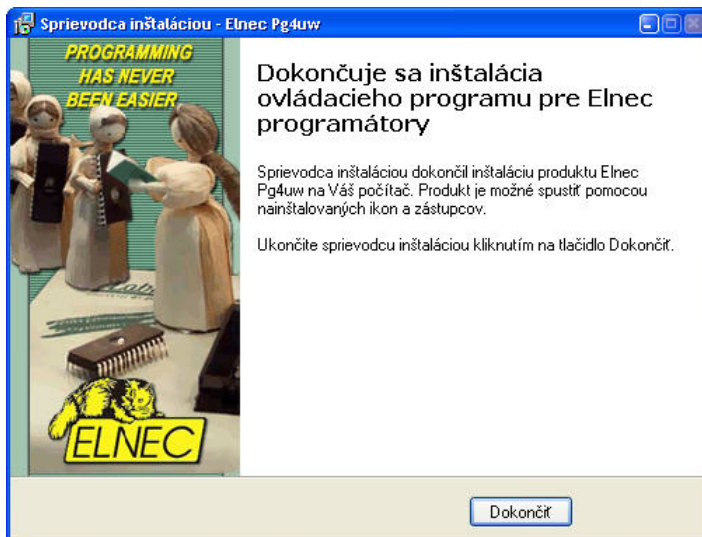 Sprievodca inštaláciou - Elnec Pg4uw
PROGRAMMING
HAS NEVER
BEEN EASIER
Dokončuje sa inštalácia
ovládacieho programu pre Elnec
programátory
Sprievodca inštaláciou dokončil inštaláciu produktu Elnec
Pg4uw na Váš počítač. Produkt je možné spustiť pomocou
nainštalovaných ikon a zástupcov.
Ukončite sprievodcu inštaláciou kliknutím na tlačidlo Dokončiť.
ELNEC
Dokončiť